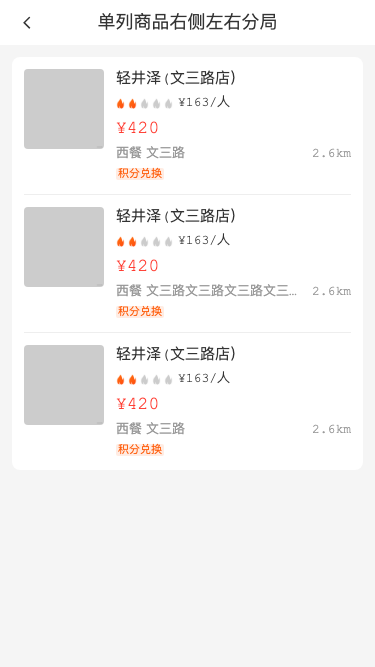 单列商品右侧左右分局
轻井泽(文三路店)
¥163/人
¥420
西餐 文三路 2.6km
积分兑换
轻井泽(文三路店)
¥163/人
¥420
西餐 文三路文三路文三路文三... 2.6km
积分兑换
轻井泽(文三路店)
¥163/人
¥420
西餐 文三路 2.6km
积分兑换